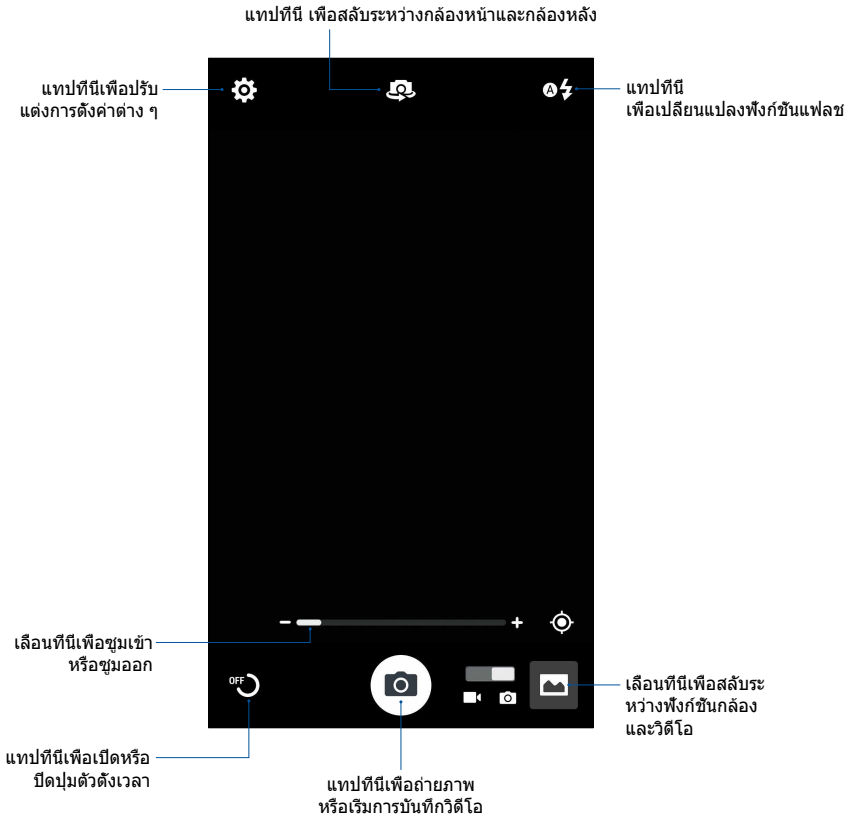 แทปที่นี่ เพื่อสลับระหว่างกล้องหน้าและกล้องหลัง
แทปที่นี่เพื่อปรับ
แต่งการตั้งค่าต่าง ๆ
แทปที่นี่
เพื่อเปลี่ยนแปลงฟังก์ชั่นแฟลช
A
เลื่อนที่นี่เพื่อซูมเข้า
หรือซูมออก
OFF
เลื่อนที่นี่เพื่อสลับระ
หว่างฟังก์ชั่นกล้อง
และวิดีโอ
แทปที่นี่เพื่อเปิดหรือ
ปิดปุ่มตัวตั้งเวลา
แทปที่นี่เพื่อถ่ายภาพ
หรือเริ่มการบันทึกวิดีโอ